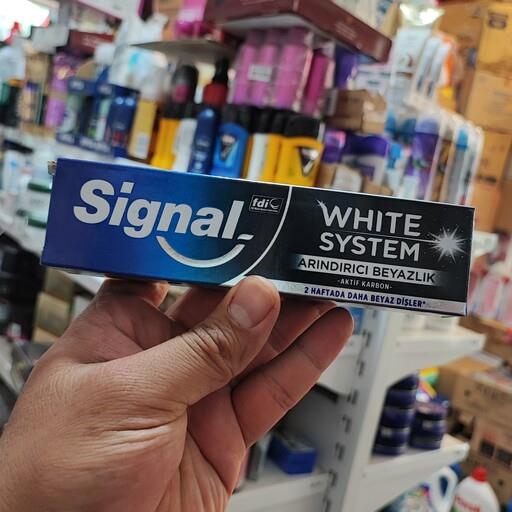 Signal
fdi
WHITE
SYSTEM
ARINDIRICI BEYAZLIK
-AKTİF KARBON-
2 HAFTADA DAHA BEYAZ DİŞLER*